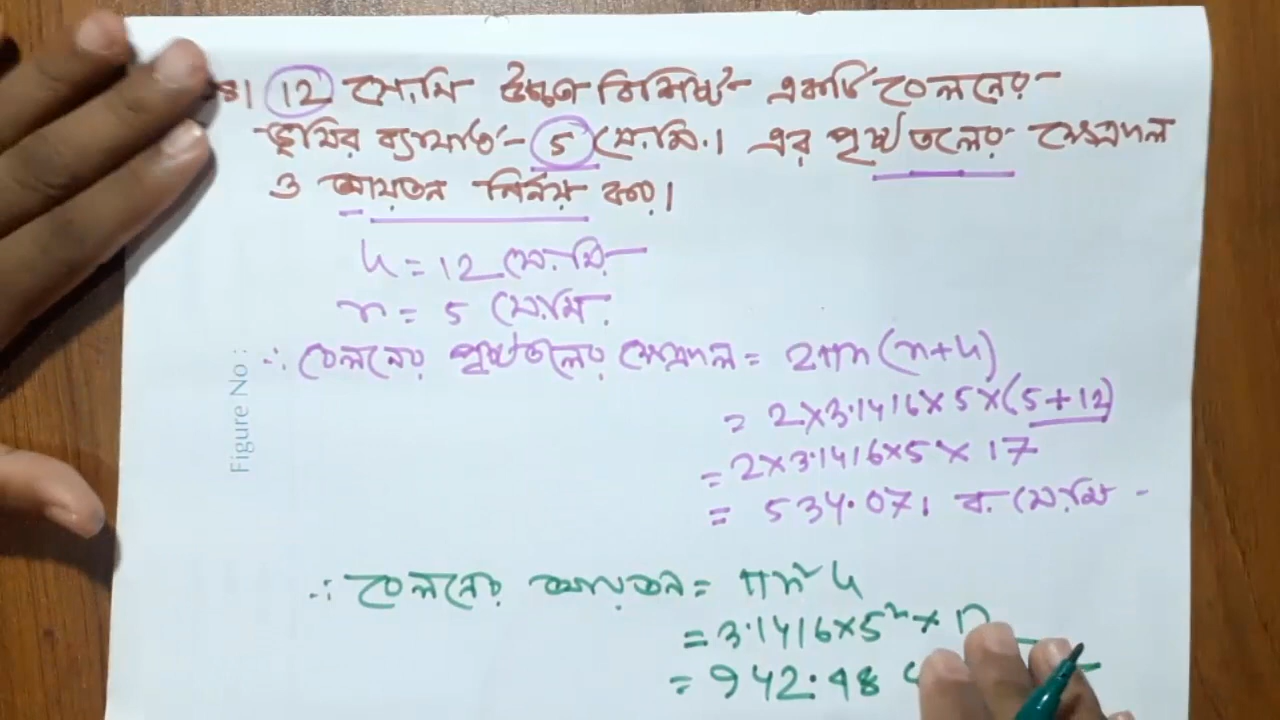 8। 12 সে.মি উচ্চতা বিশিষ্ট একটি বেলনের
ভূমির ব্যাসার্ধ 5 সে.মি.। এর পৃষ্ঠতলের ক্ষেত্রফল
ও আয়তন নির্নয় কর।
h = 12 সে.মি.
r = 5 সে.মি.
∴ বেলনের পৃষ্ঠতলের ক্ষেত্রফল = 2πr(r+h)
= 2×3.1416×5×(5+12)
= 2×3.1416×5×17
= 534.071 ব. সে.মি
∴ বেলনের আয়তন = πr²h
= 3.1416×5²×12
= 942.48
Figure No: